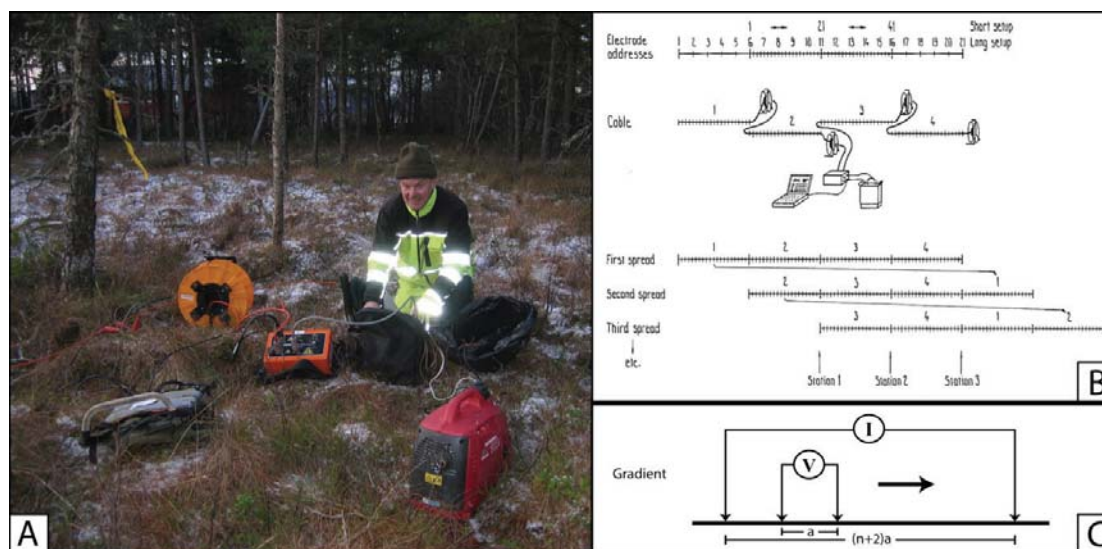 A
1 21 41 Short setup
Electrode addresses
1 2 3 4 5 6 7 8 9 10 11 12 13 14 15 16 17 18 19 20 21 Long setup
Cable
1 2 3 4
First spread 1 2 3 4
Second spread 2 3 4 1
Third spread 3 4 1 2
etc.
Station 1 Station 2 Station 3
B
I
V
Gradient
a
(n+2)a
C